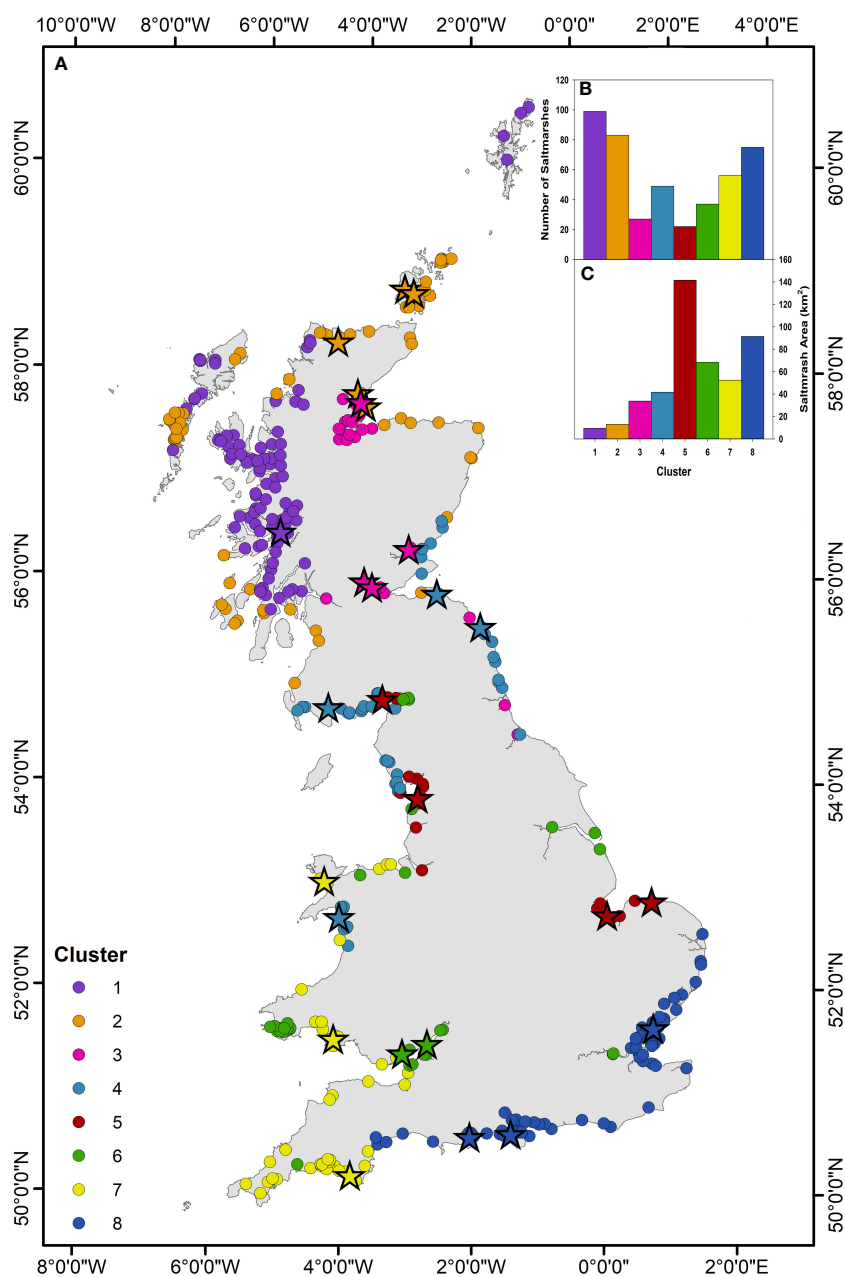 10°0'0"W 8°0'0"W 6°0'0"W 4°0'0"W 2°0'0"W 0°0'0" 2°0'0"E 4°0'0"E
A
B
120
100
80
60
40
20
0
Number of Saltmarshes
C
160
140
120
100
80
60
40
20
0
Saltmrash Area (km²)
1 2 3 4 5 6 7 8
Cluster
60°0'0"N
58°0'0"N
56°0'0"N
54°0'0"N
52°0'0"N
50°0'0"N
60°0'0"N
58°0'0"N
56°0'0"N
54°0'0"N
52°0'0"N
50°0'0"N
Cluster
1
2
3
4
5
6
7
8
8°0'0"W 6°0'0"W 4°0'0"W 2°0'0"W 0°0'0" 2°0'0"E